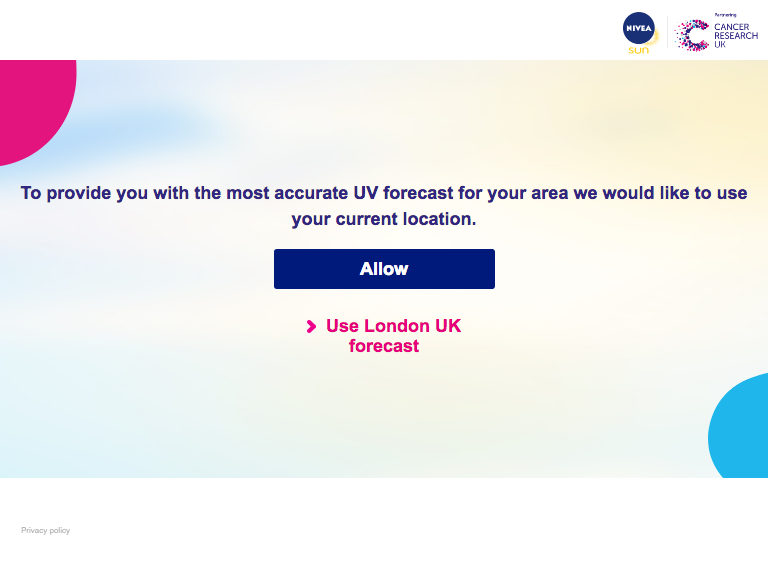 Partnering
NIVEA
sun
CANCER
RESEARCH
UK
To provide you with the most accurate UV forecast for your area we would like to use
your current location.
Allow
Use London UK
forecast
Privacy policy